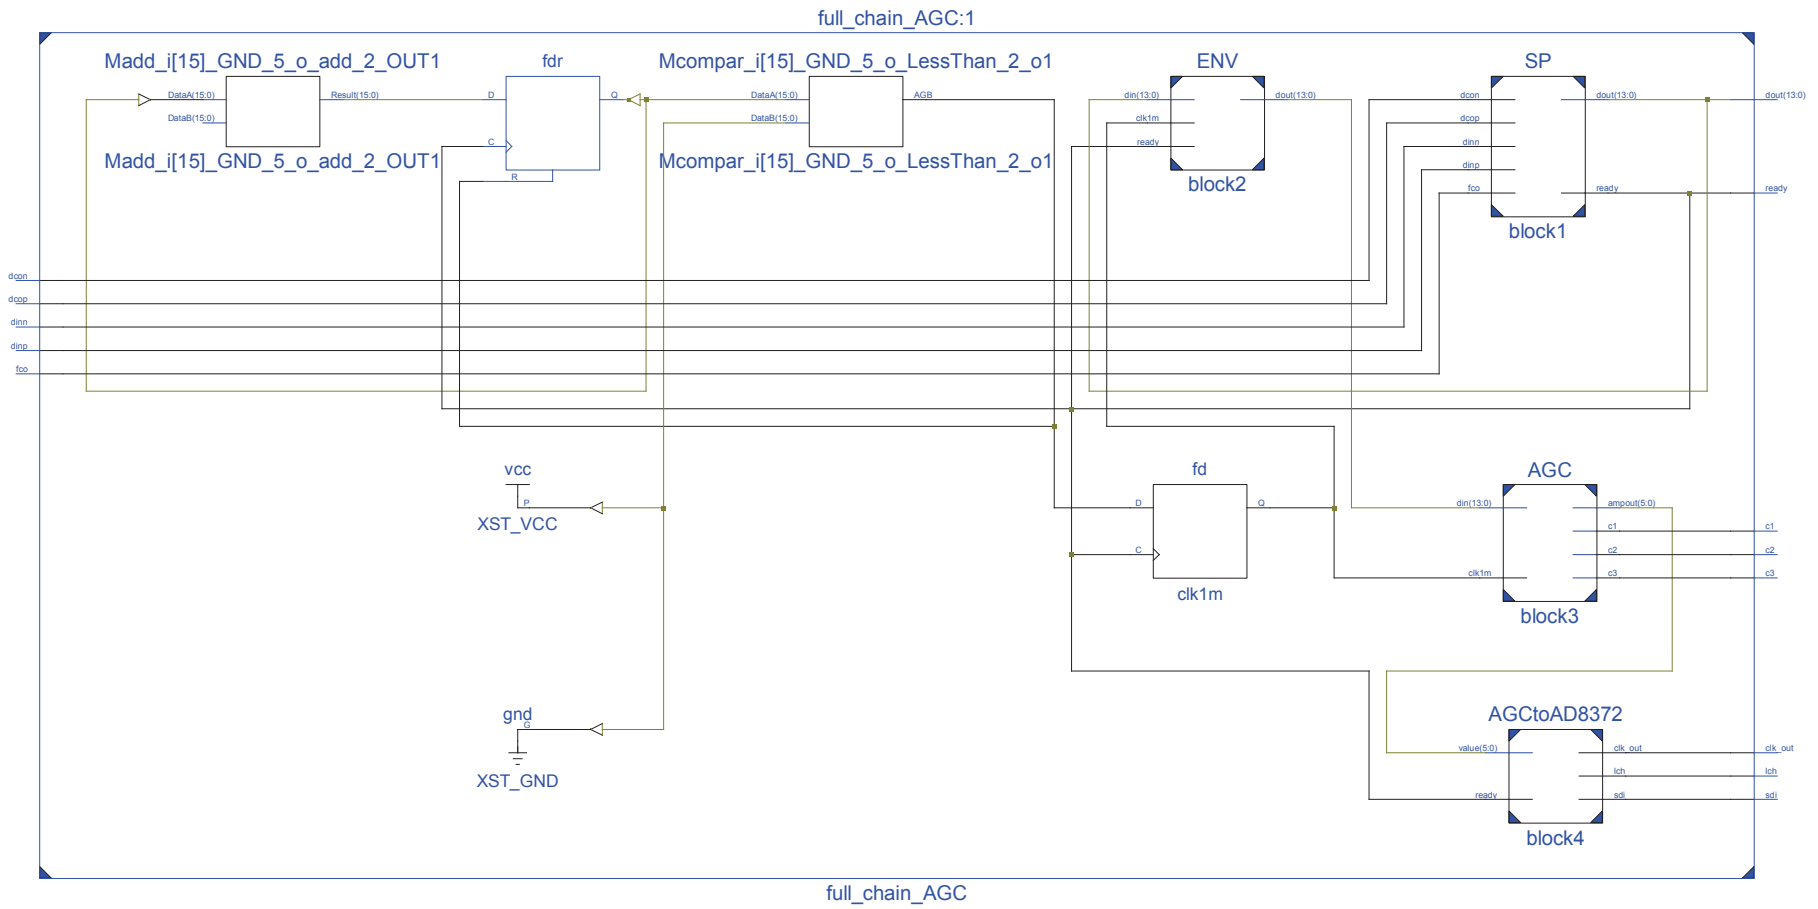 full_chain_AGC:1
Madd_i[15]_GND_5_o_add_2_OUT1
fdr
Mcompar_i[15]_GND_5_o_LessThan_2_o1
ENV
SP
DataA(15:0)
Result(15:0)
D
Q
DataA(15:0)
AGB
din(13:0)
dout(13:0)
dcon
dout(13:0)
dout(13:0)
DataB(15:0)
DataB(15:0)
clk1m
dcop
C
ready
dinn
Madd_i[15]_GND_5_o_add_2_OUT1
Mcompar_i[15]_GND_5_o_LessThan_2_o1
dinp
R
block2
fco
ready
ready
block1
dcon
dcop
dinn
dinp
fco
vcc
fd
AGC
P
D
Q
din(13:0)
ampout(5:0)
XST_VCC
c1
c1
C
c2
c2
clk1m
c3
c3
clk1m
block3
gnd
G
AGCtoAD8372
value(5:0)
clk_out
clk_out
XST_GND
lch
lch
ready
sdi
sdi
block4
full_chain_AGC